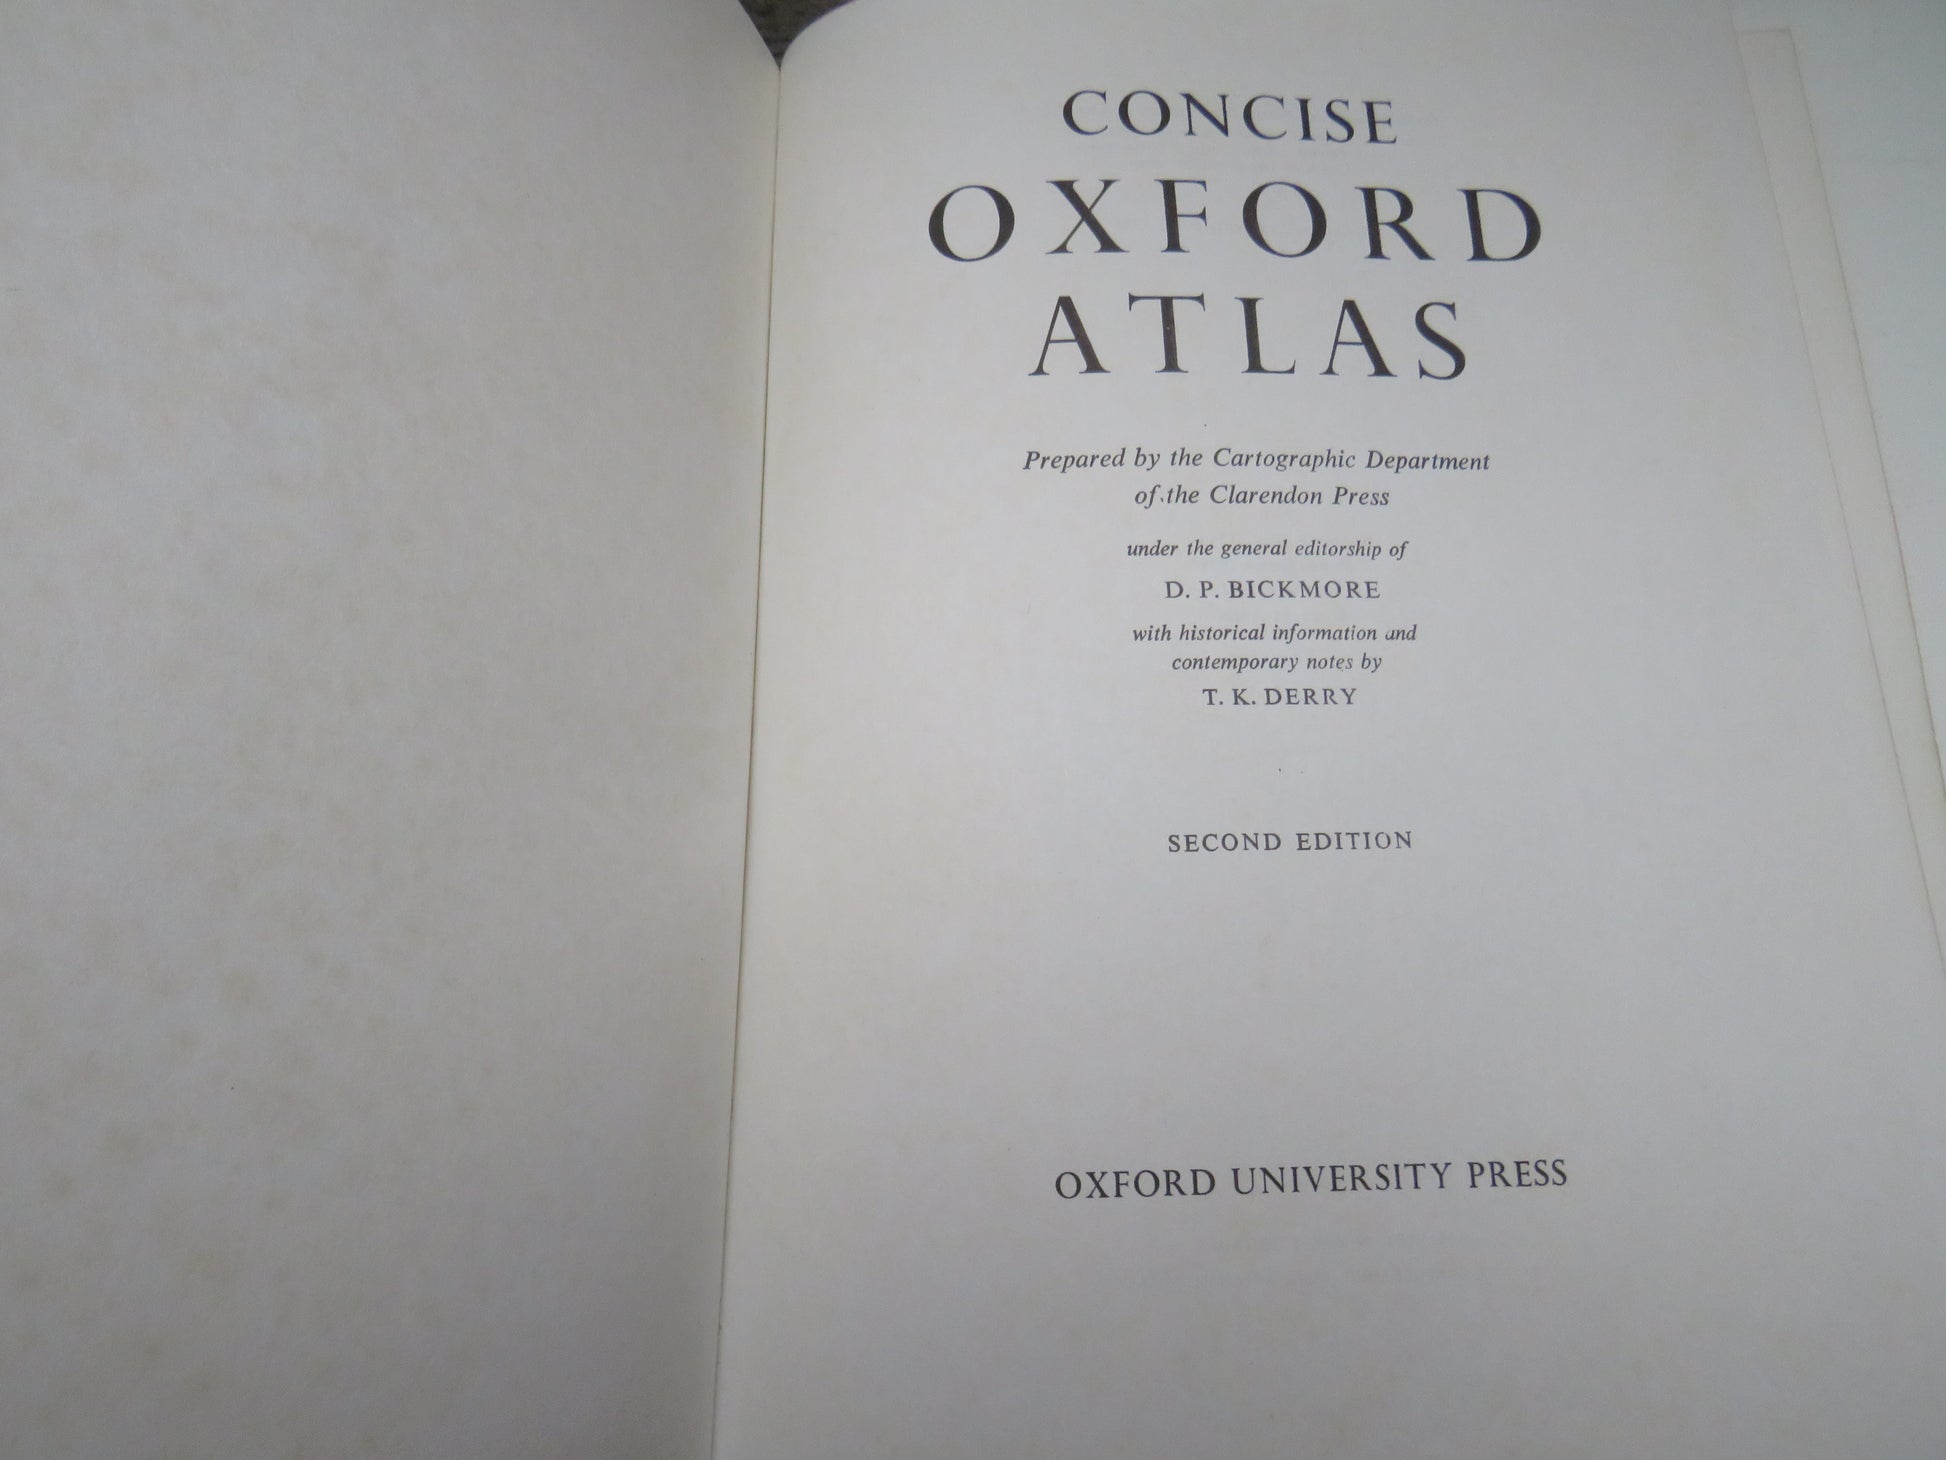 CONCISE
OXFORD
ATLAS
Prepared by the Cartographic Department
of the Clarendon Press
under the general editorship of
D. P. BICKMORE
with historical information and
contemporary notes by
T. K. DERRY
SECOND EDITION
OXFORD UNIVERSITY PRESS